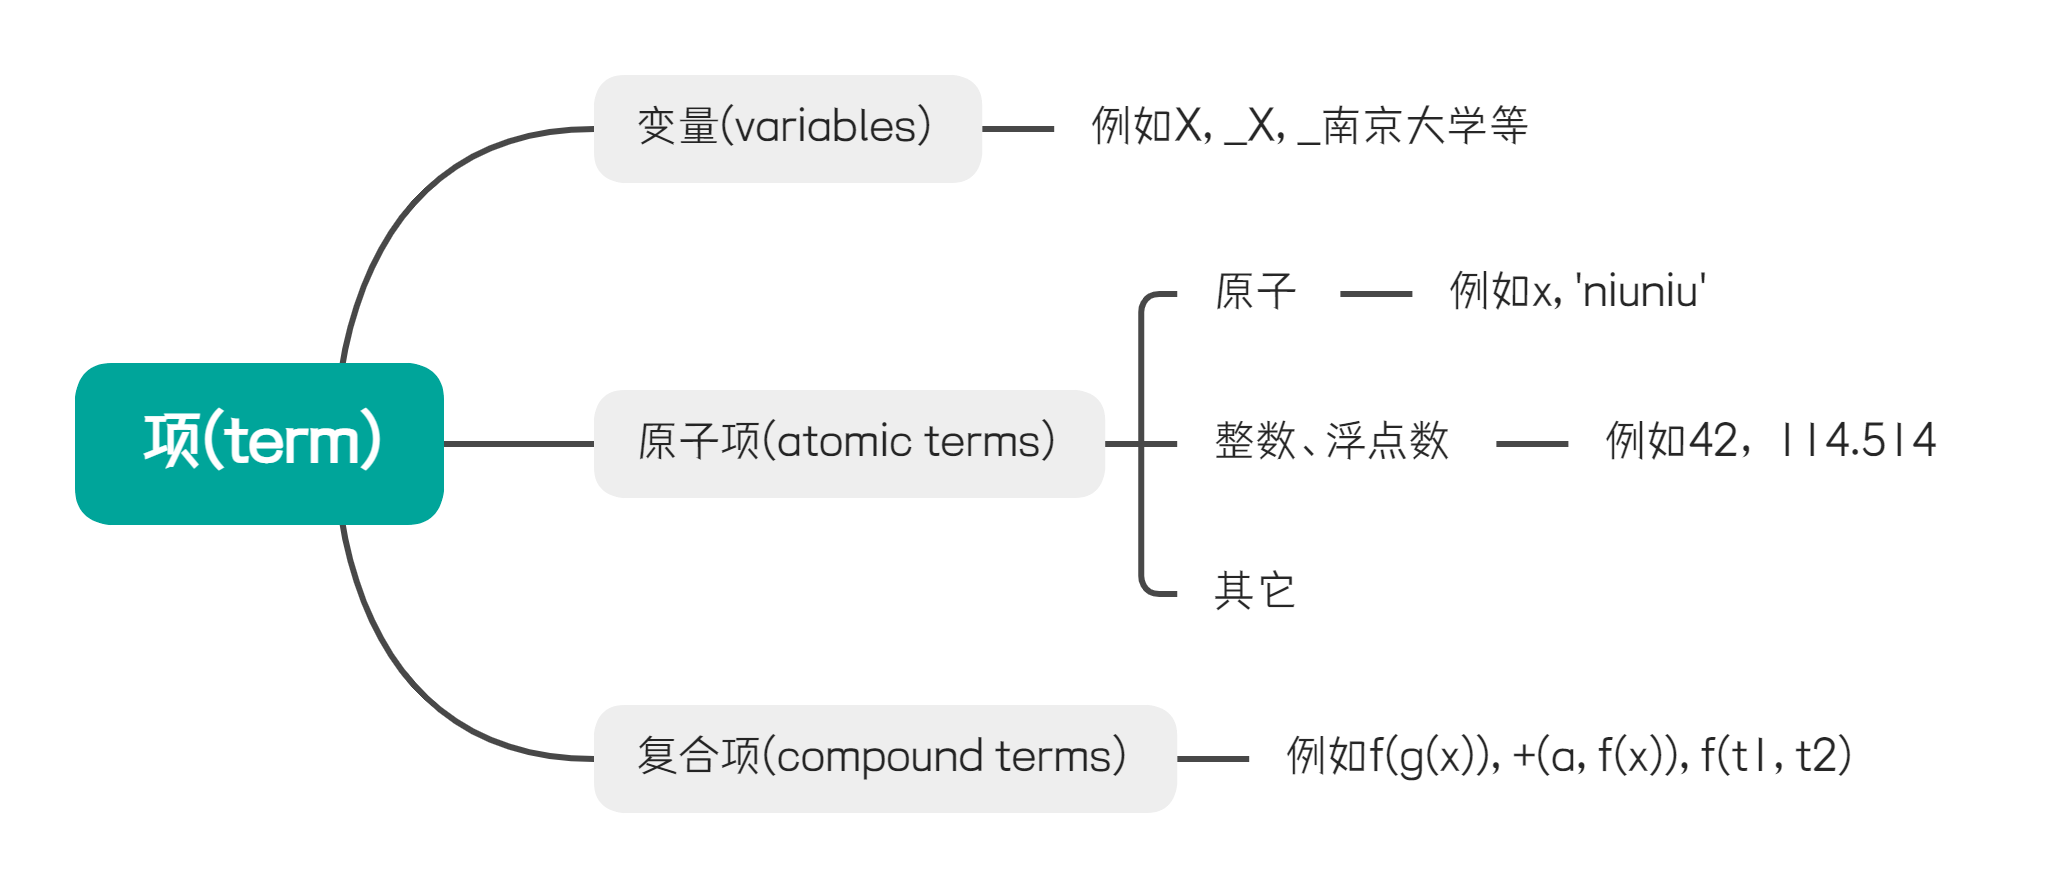 项(term)
变量(variables)
例如X, _X, _南京大学等
原子项(atomic terms)
原子
例如x, 'niuniu'
整数、浮点数
例如42, 114.514
其它
复合项(compound terms)
例如f(g(x)), +(a, f(x)), f(t1, t2)